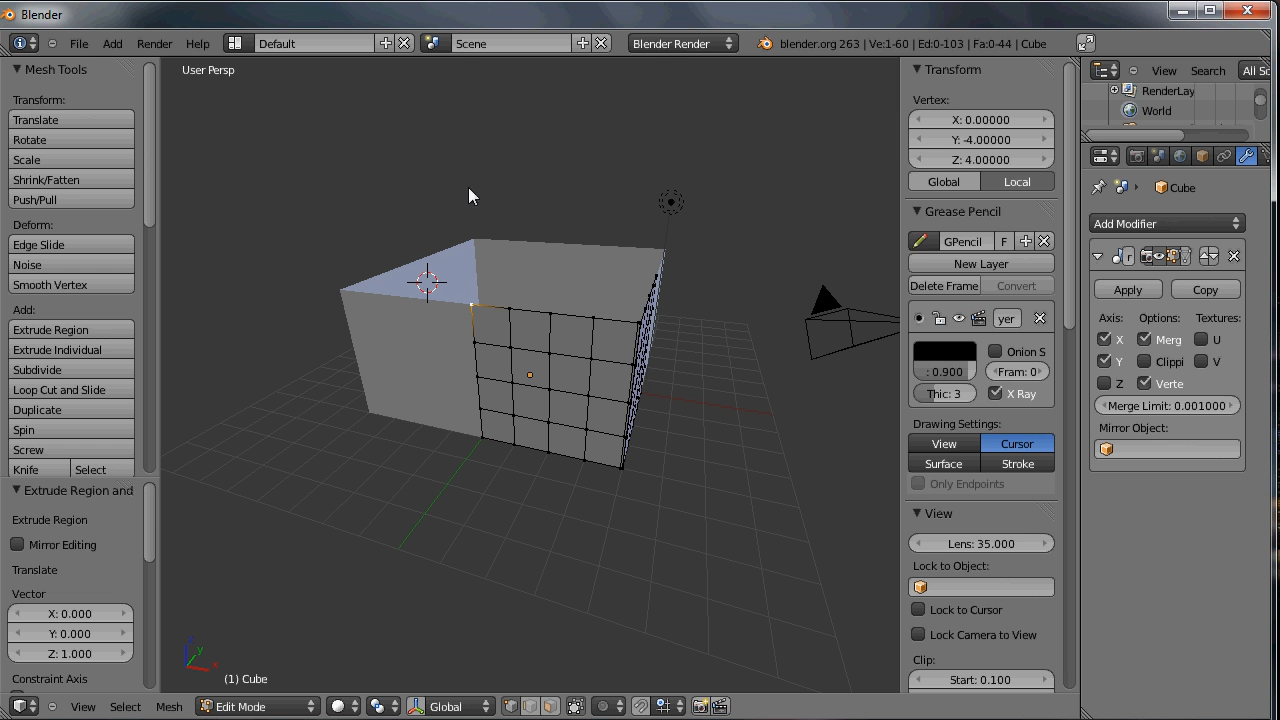 Blender
File Add Render Help Default Scene Blender Render blender.org 263 | Ve:1-60 | Ed:0-103 | Fa:0-44 | Cube
Mesh Tools
Transform:
Translate
Rotate
Scale
Shrink/Fatten
Push/Pull
Deform:
Edge Slide
Noise
Smooth Vertex
Add:
Extrude Region
Extrude Individual
Subdivide
Loop Cut and Slide
Duplicate
Spin
Screw
Knife Select
Extrude Region and
Extrude Region
Mirror Editing
Translate
Vector
X: 0.000
Y: 0.000
Z: 1.000
Constraint Axis
User Persp
z
y
x
(1) Cube
View Select Mesh Edit Mode Global
Transform
Vertex:
X: 0.00000
Y: -4.00000
Z: 4.00000
Global Local
Grease Pencil
GPencil F
New Layer
Delete Frame Convert
yer
Onion S
: 0.900 Fram: 0
Thic: 3 X Ray
Drawing Settings:
View Cursor
Surface Stroke
Only Endpoints
View
Lens: 35.000
Lock to Object:
Lock to Cursor
Lock Camera to View
Clip:
Start: 0.100
View Search All Sc
RenderLay
World
Cube
Add Modifier
r
Apply Copy
Axis: Options: Textures:
X Merg U
Y Clippi V
Z Verte
Merge Limit: 0.001000
Mirror Object: